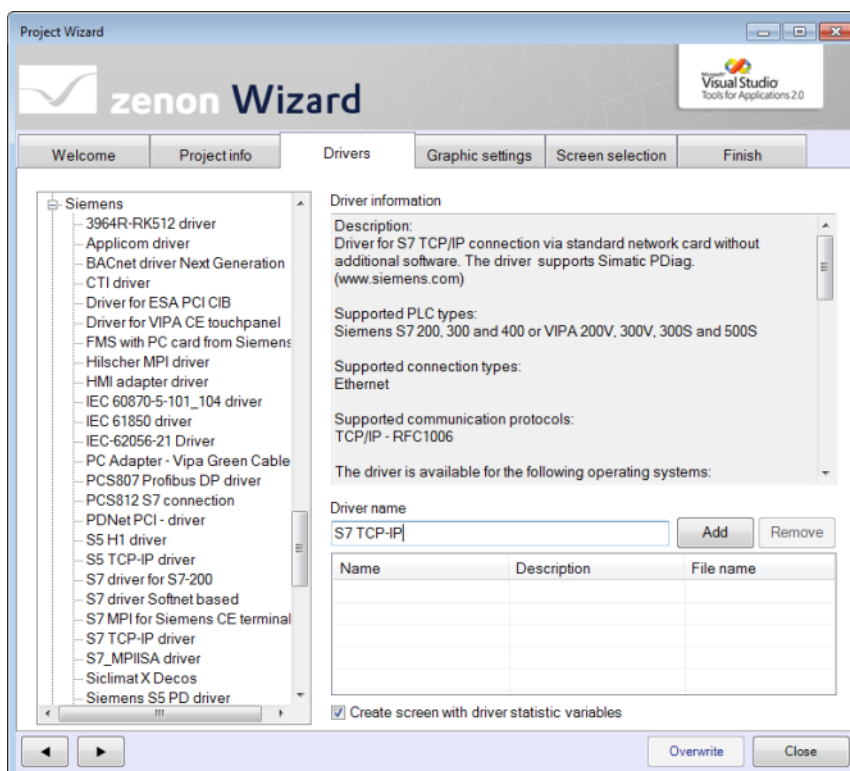 Project Wizard
zenon Wizard
Microsoft
Visual Studio
Tools for Applications 2.0
Welcome
Project info
Drivers
Graphic settings
Screen selection
Finish
Siemens
3964R-RK512 driver
Applicom driver
BACnet driver Next Generation
CTI driver
Driver for ESA PCI CIB
Driver for VIPA CE touchpanel
FMS with PC card from Siemens
Hilscher MPI driver
HMI adapter driver
IEC 60870-5-101_104 driver
IEC 61850 driver
IEC-62056-21 Driver
PC Adapter - Vipa Green Cable
PCS807 Profibus DP driver
PCS812 S7 connection
PDNet PCI - driver
S5 H1 driver
S5 TCP-IP driver
S7 driver for S7-200
S7 driver Softnet based
S7 MPI for Siemens CE terminal
S7 TCP-IP driver
S7_MPIISA driver
Siclimat X Decos
Siemens S5 PD driver
Driver information
Description:
Driver for S7 TCP/IP connection via standard network card without
additional software. The driver supports Simatic PDiag.
(www.siemens.com)
Supported PLC types:
Siemens S7 200, 300 and 400 or VIPA 200V, 300V, 300S and 500S
Supported connection types:
Ethernet
Supported communication protocols:
TCP/IP - RFC1006
The driver is available for the following operating systems:
Driver name
S7 TCP-IP
Add
Remove
Name
Description
File name
Create screen with driver statistic variables
Overwrite
Close